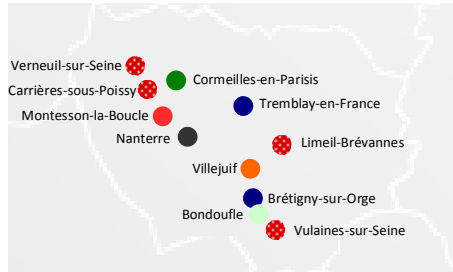 Verneuil-sur-Seine
Cormeilles-en-Parisis
Carrières-sous-Poissy
Tremblay-en-France
Montesson-la-Boucle
Nanterre
Limeil-Brévannes
Villejuif
Brétigny-sur-Orge
Bondoufle
Vulaines-sur-Seine